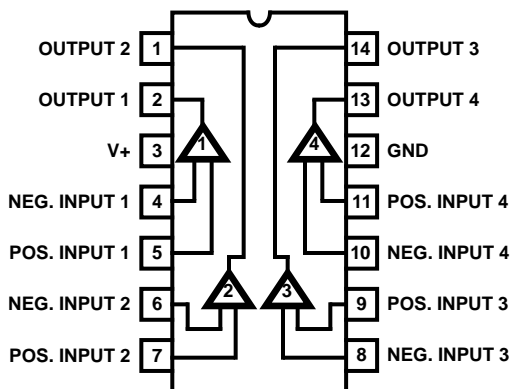 OUTPUT 2 1 14 OUTPUT 3
OUTPUT 1 2 13 OUTPUT 4
V+ 3 1 4 12 GND
NEG. INPUT 1 4 11 POS. INPUT 4
POS. INPUT 1 5 10 NEG. INPUT 4
NEG. INPUT 2 6 2 3 9 POS. INPUT 3
POS. INPUT 2 7 8 NEG. INPUT 3